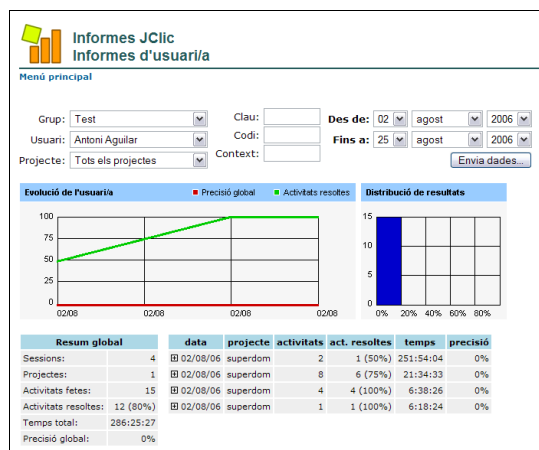 Informes JClic
Informes d'usuari/a
Menú principal
Grup: Test Clau: Des de: 02 agost 2006
Usuari: Antoni Aguilar Codi: Fins a: 25 agost 2006
Projecte: Tots els projectes Context: Envia dades...
Evolució de l'usuari/a Precisió global Activitats resoltes Distribució de resultats
100
75
50
25
0
02/08 02/08 02/08 02/08
15
10
5
0
0% 20% 40% 60% 80%
Resum global
Sessions: 4
Projectes: 1
Activitats fetes: 15
Activitats resoltes: 12 (80%)
Temps total: 286:25:27
Precisió global: 0%
data projecte activitats act. resoltes temps precisió
02/08/06 superdom 2 1 (50%) 251:54:04 0%
02/08/06 superdom 8 6 (75%) 21:34:33 0%
02/08/06 superdom 4 4 (100%) 6:38:26 0%
02/08/06 superdom 1 1 (100%) 6:18:24 0%